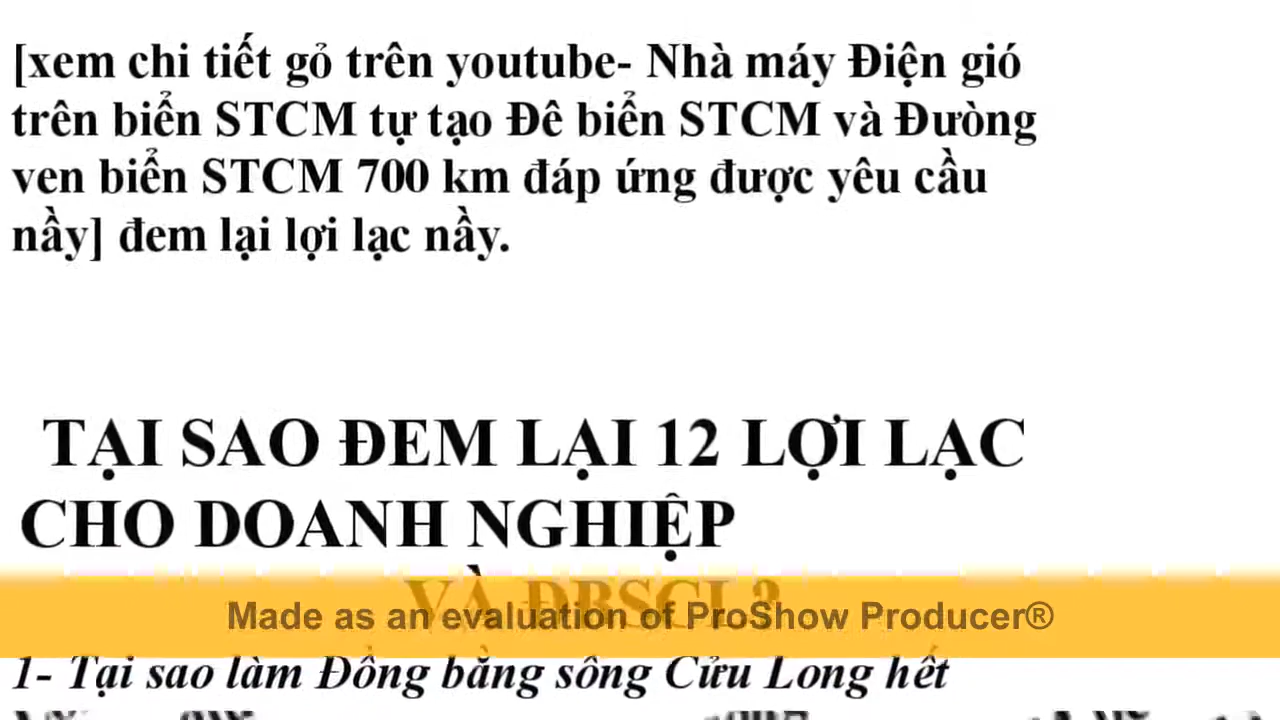 [xem chi tiết gỏ trên youtube- Nhà máy Điện gió
trên biển STCM tự tạo Đê biển STCM và Đưòng
ven biển STCM 700 km đáp ứng được yêu cầu
nầy] đem lại lợi lạc nầy.
TẠI SAO ĐEM LẠI 12 LỢI LẠC
CHO DOANH NGHIỆP
VÀ ĐBSCL?
Made as an evaluation of ProShow Producer®
1- Tại sao làm Đồng bằng sông Cửu Long hết